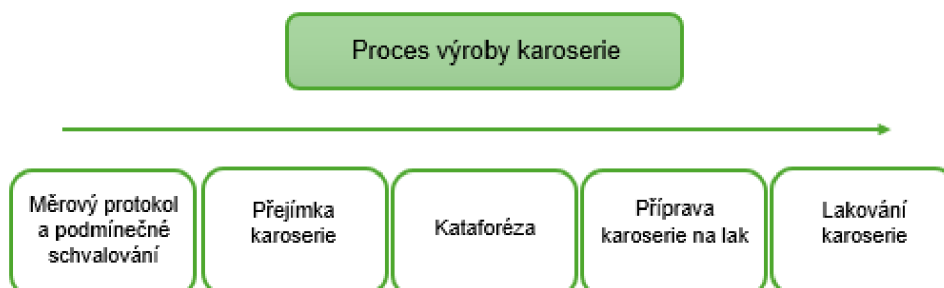 Proces výroby karoserie
Měrový protokol
a podmínečné
schvalování
Přejímka
karoserie
Kataforéza
Příprava
karoserie na lak
Lakování
karoserie